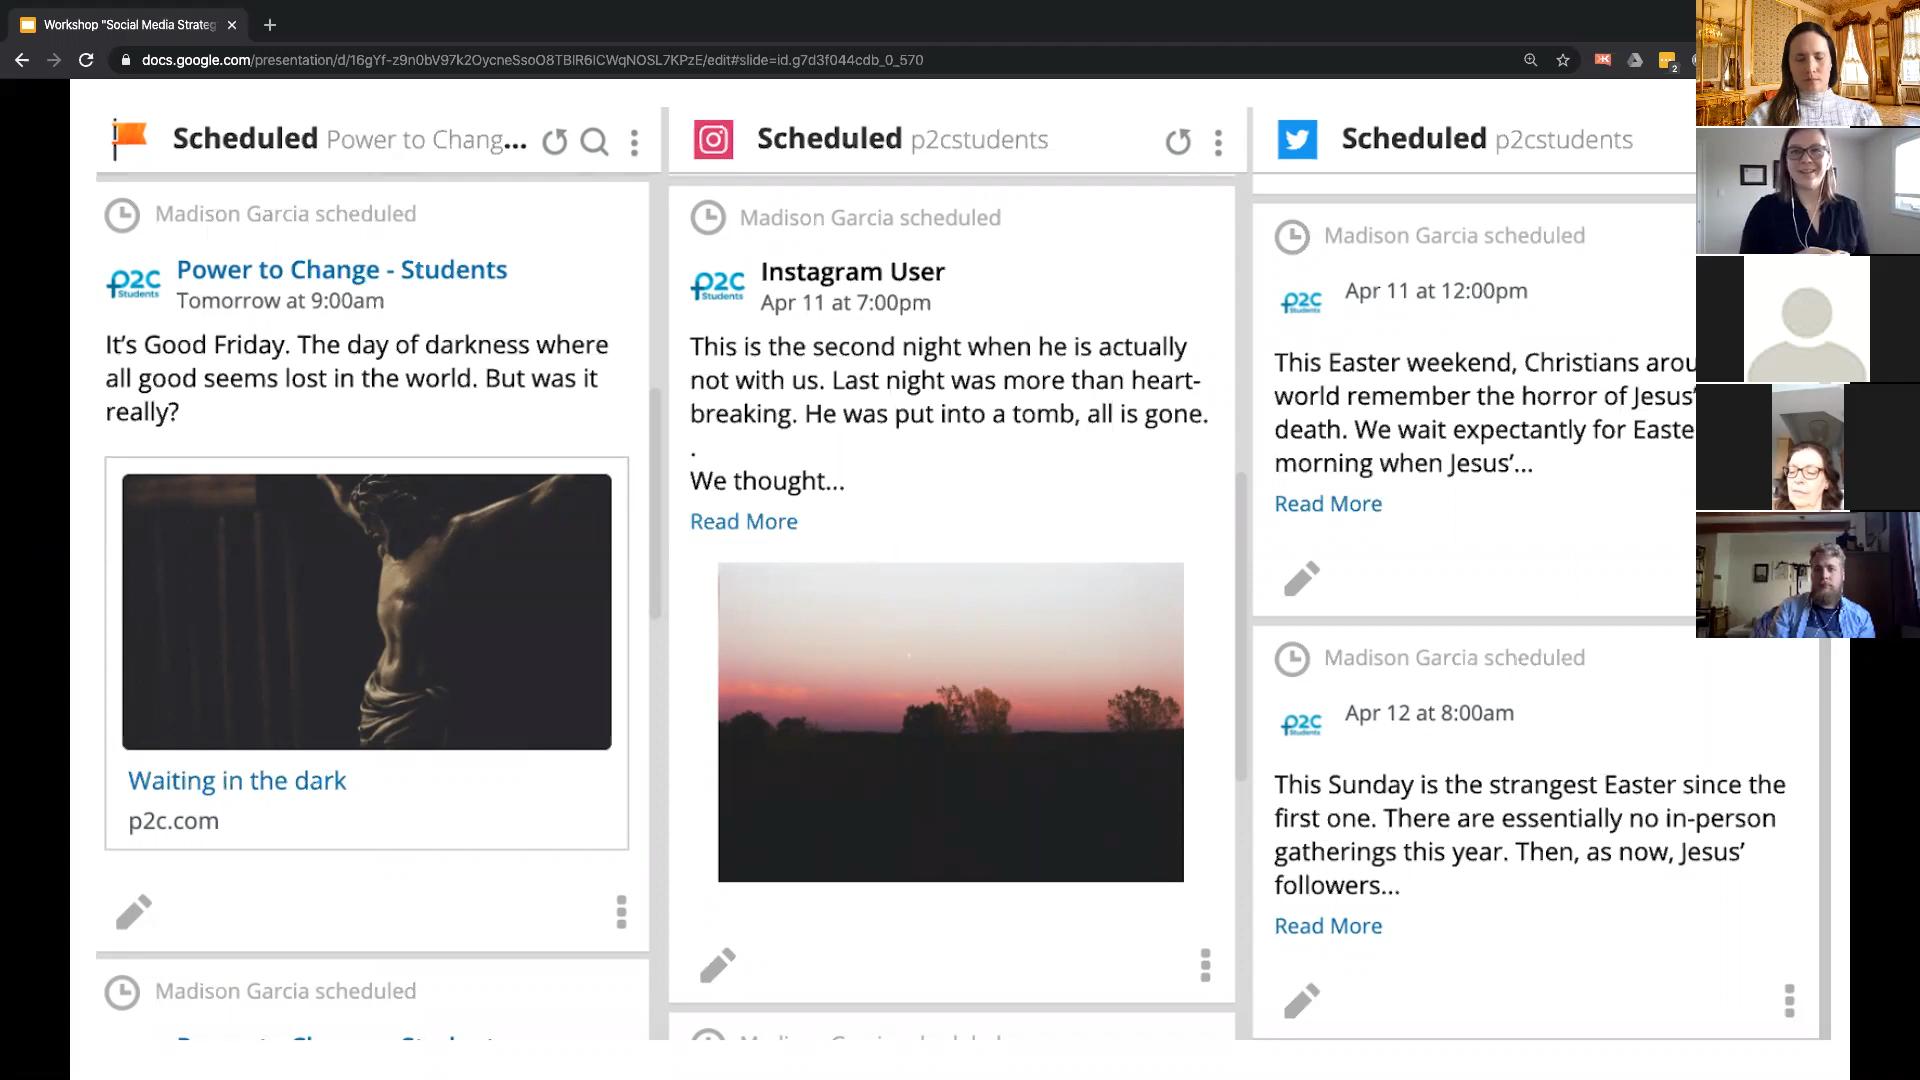 Workshop "Social Media Strateg
docs.google.com/presentation/d/16gYf-z9n0bV97k2OycneSsoO8TBIR6ICWqNOSL7KPzE/edit#slide=id.g7d3f044cdb_0_570
2
Scheduled Power to Chang...
Madison Garcia scheduled
p2c Students
Power to Change - Students
Tomorrow at 9:00am
It's Good Friday. The day of darkness where
all good seems lost in the world. But was it
really?
Waiting in the dark
p2c.com
Madison Garcia scheduled
Scheduled p2cstudents
Madison Garcia scheduled
p2c Students
Instagram User
Apr 11 at 7:00pm
This is the second night when he is actually
not with us. Last night was more than heart-
breaking. He was put into a tomb, all is gone.
.
We thought...
Read More
Scheduled p2cstudents
Madison Garcia scheduled
p2c Students
Apr 11 at 12:00pm
This Easter weekend, Christians arou
world remember the horror of Jesus'
death. We wait expectantly for Easte
morning when Jesus'...
Read More
Madison Garcia scheduled
p2c Students
Apr 12 at 8:00am
This Sunday is the strangest Easter since the
first one. There are essentially no in-person
gatherings this year. Then, as now, Jesus'
followers...
Read More